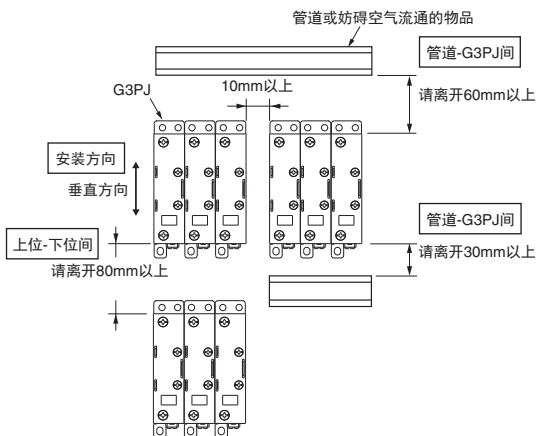 管道或妨碍空气流通的物品
管道-G3PJ间
10mm以上
请离开60mm以上
G3PJ
安装方向
垂直方向
管道-G3PJ间
上位-下位间
请离开30mm以上
请离开80mm以上